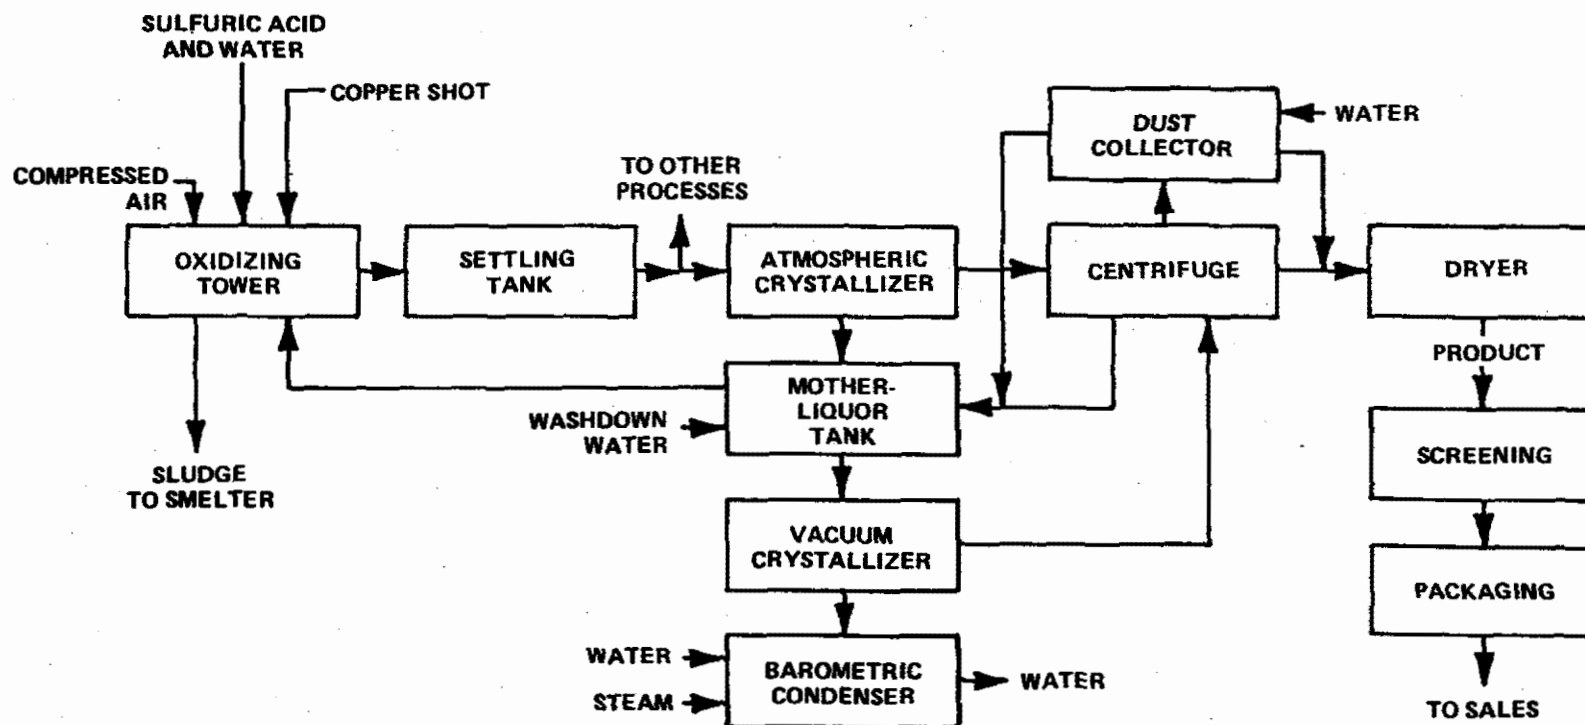 SULFURIC ACID
AND WATER
COPPER SHOT
COMPRESSED
AIR
TO OTHER
PROCESSES
DUST
COLLECTOR
WATER
OXIDIZING
TOWER
SETTLING
TANK
ATMOSPHERIC
CRYSTALLIZER
CENTRIFUGE
DRYER
PRODUCT
MOTHER-
LIQUOR
TANK
WASHDOWN
WATER
SLUDGE
TO SMELTER
SCREENING
VACUUM
CRYSTALLIZER
PACKAGING
WATER
STEAM
BAROMETRIC
CONDENSER
WATER
TO SALES